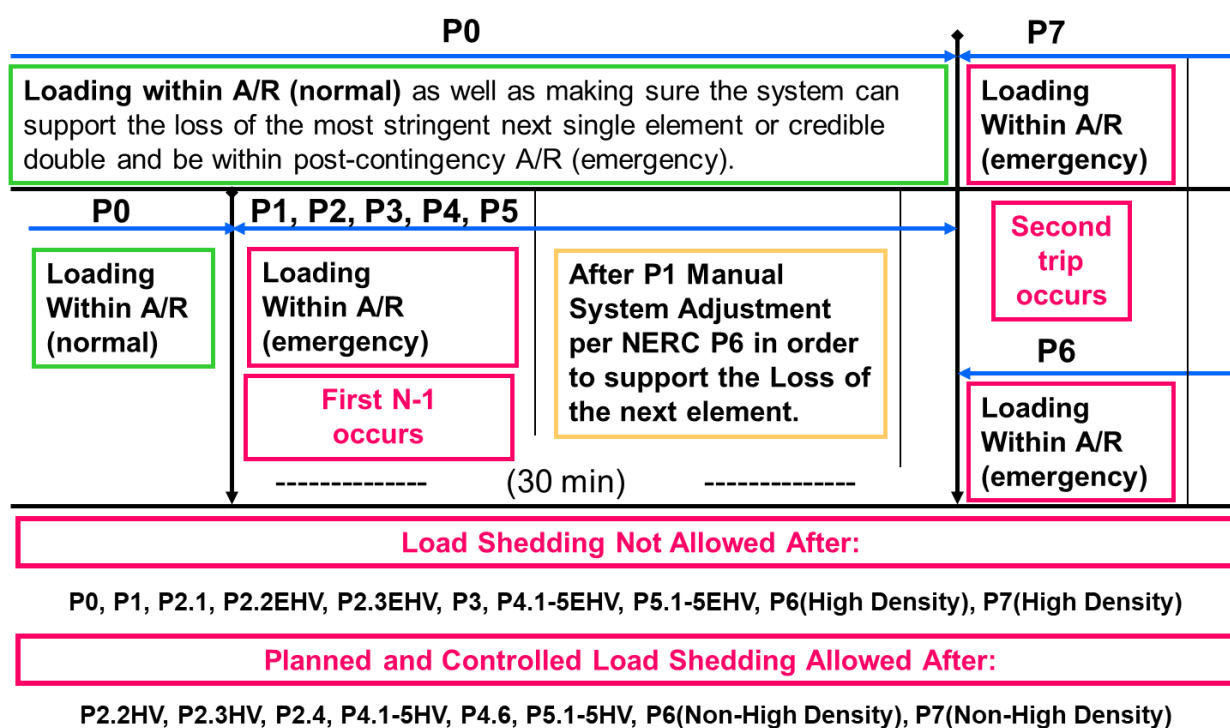 P0
P7
Loading within A/R (normal) as well as making sure the system can
support the loss of the most stringent next single element or credible
double and be within post-contingency A/R (emergency).
Loading
Within A/R
(emergency)
P0
P1, P2, P3, P4, P5
Loading
Within A/R
(normal)
Loading
Within A/R
(emergency)
First N-1
occurs
After P1 Manual
System Adjustment
per NERC P6 in order
to support the Loss of
the next element.
Second
trip
occurs
P6
Loading
Within A/R
(emergency)
-------------- (30 min) --------------
Load Shedding Not Allowed After:
P0, P1, P2.1, P2.2EHV, P2.3EHV, P3, P4.1-5EHV, P5.1-5EHV, P6(High Density), P7(High Density)
Planned and Controlled Load Shedding Allowed After:
P2.2HV, P2.3HV, P2.4, P4.1-5HV, P4.6, P5.1-5HV, P6(Non-High Density), P7(Non-High Density)